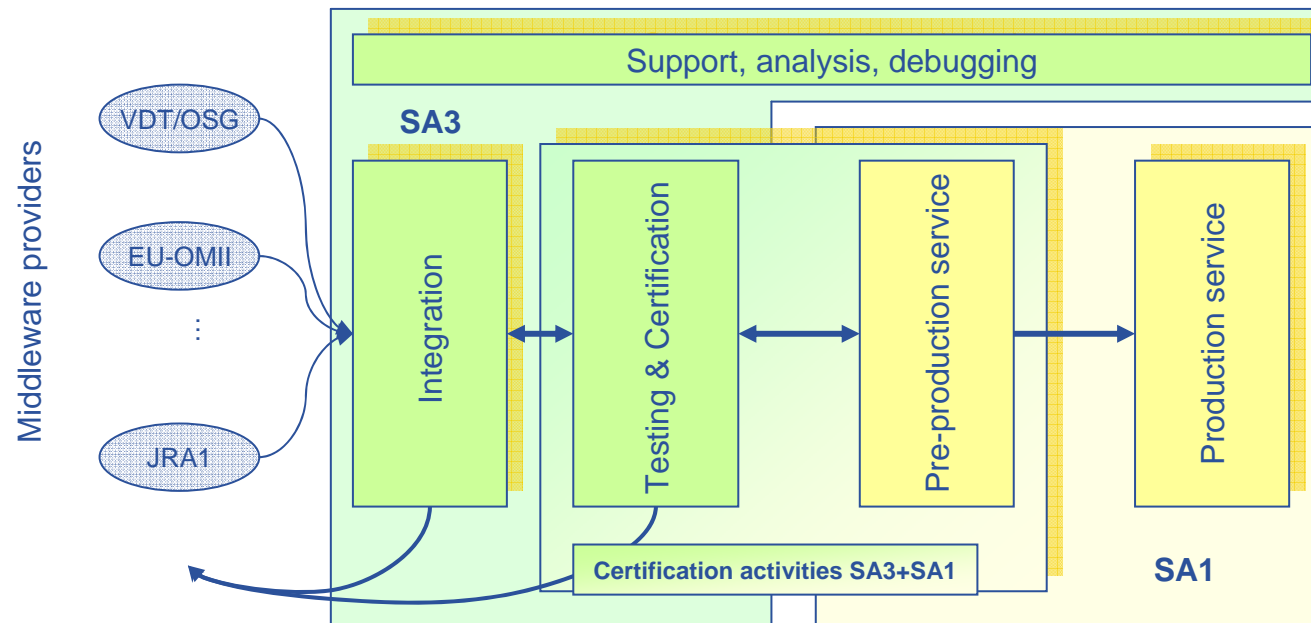 Support, analysis, debugging
Middleware providers
VDT/OSG
EU-OMII
...
JRA1
SA3
Integration
Testing & Certification
Pre-production service
Production service
Certification activities SA3+SA1
SA1